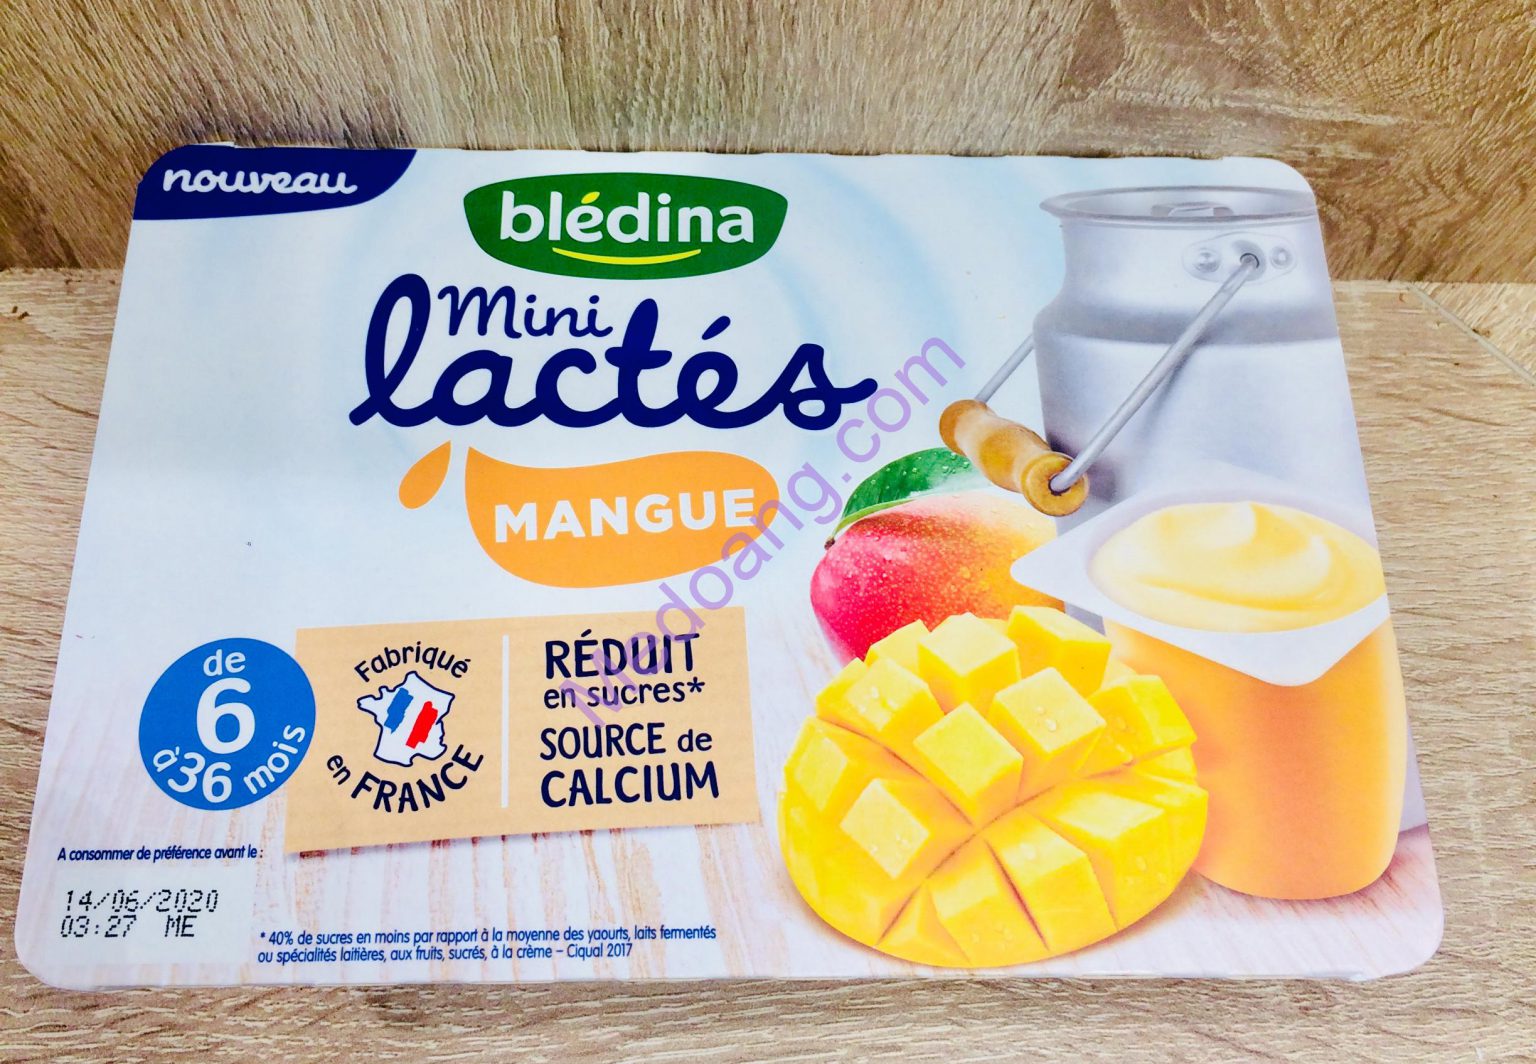 nouveau
blédina
Mini
lactés
MANGUE
de
6
à 36 mois
Fabriqué
en FRANCE
RÉDUIT
en sucres*
SOURCE de
CALCIUM
A consommer de préférence avant le :
14/06/2020
03:27 ME
* 40% de sucres en moins par rapport à la moyenne des yaourts, laits fermentés
ou spécialités laitières, aux fruits, sucrés, à la crème – Ciqual 2017
Medoang.com